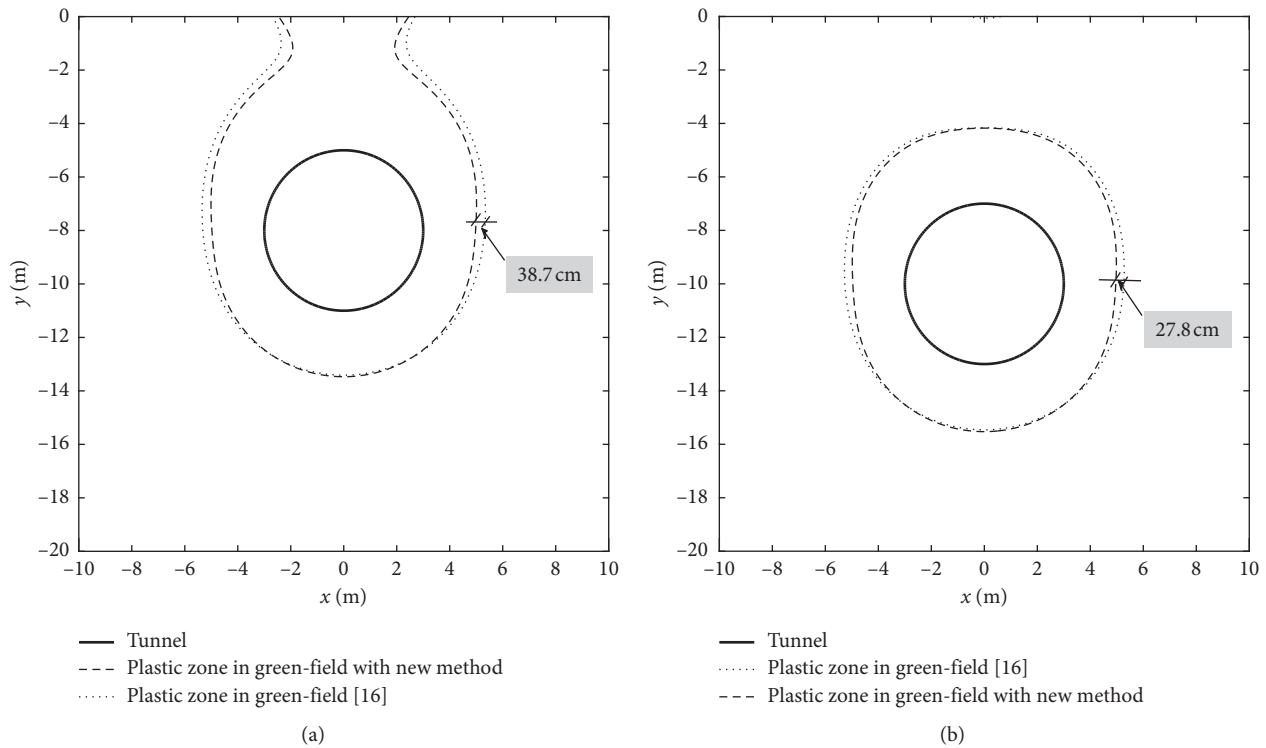 0
−2
−4
−6
−8
−10
−12
−14
−16
−18
−20
y (m)
−10 −8 −6 −4 −2 0 2 4 6 8 10
x (m)
38.7 cm
Tunnel
Plastic zone in green-field with new method
Plastic zone in green-field [16]
(a)
0
−2
−4
−6
−8
−10
−12
−14
−16
−18
−20
y (m)
−10 −8 −6 −4 −2 0 2 4 6 8 10
x (m)
27.8 cm
Tunnel
Plastic zone in green-field [16]
Plastic zone in green-field with new method
(b)